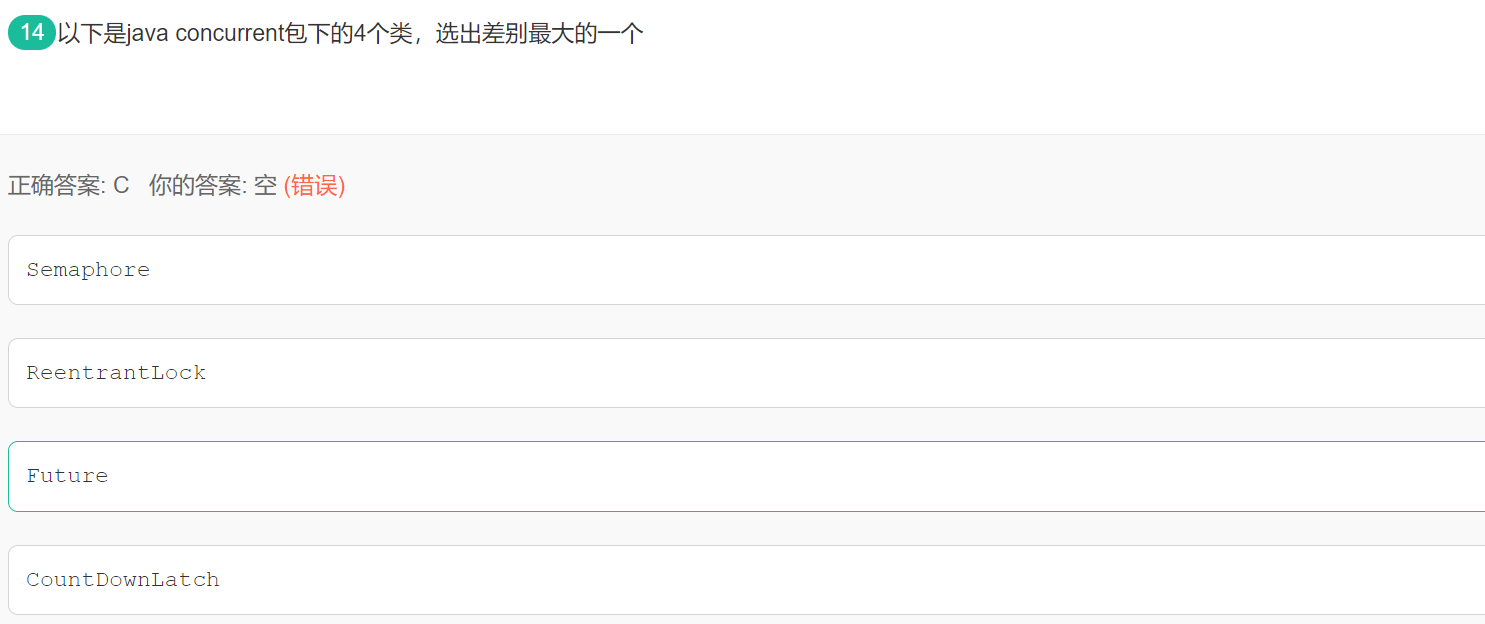 14 以下是java concurrent包下的4个类，选出差别最大的一个
正确答案: C 你的答案: 空 (错误)
Semaphore
ReentrantLock
Future
CountDownLatch